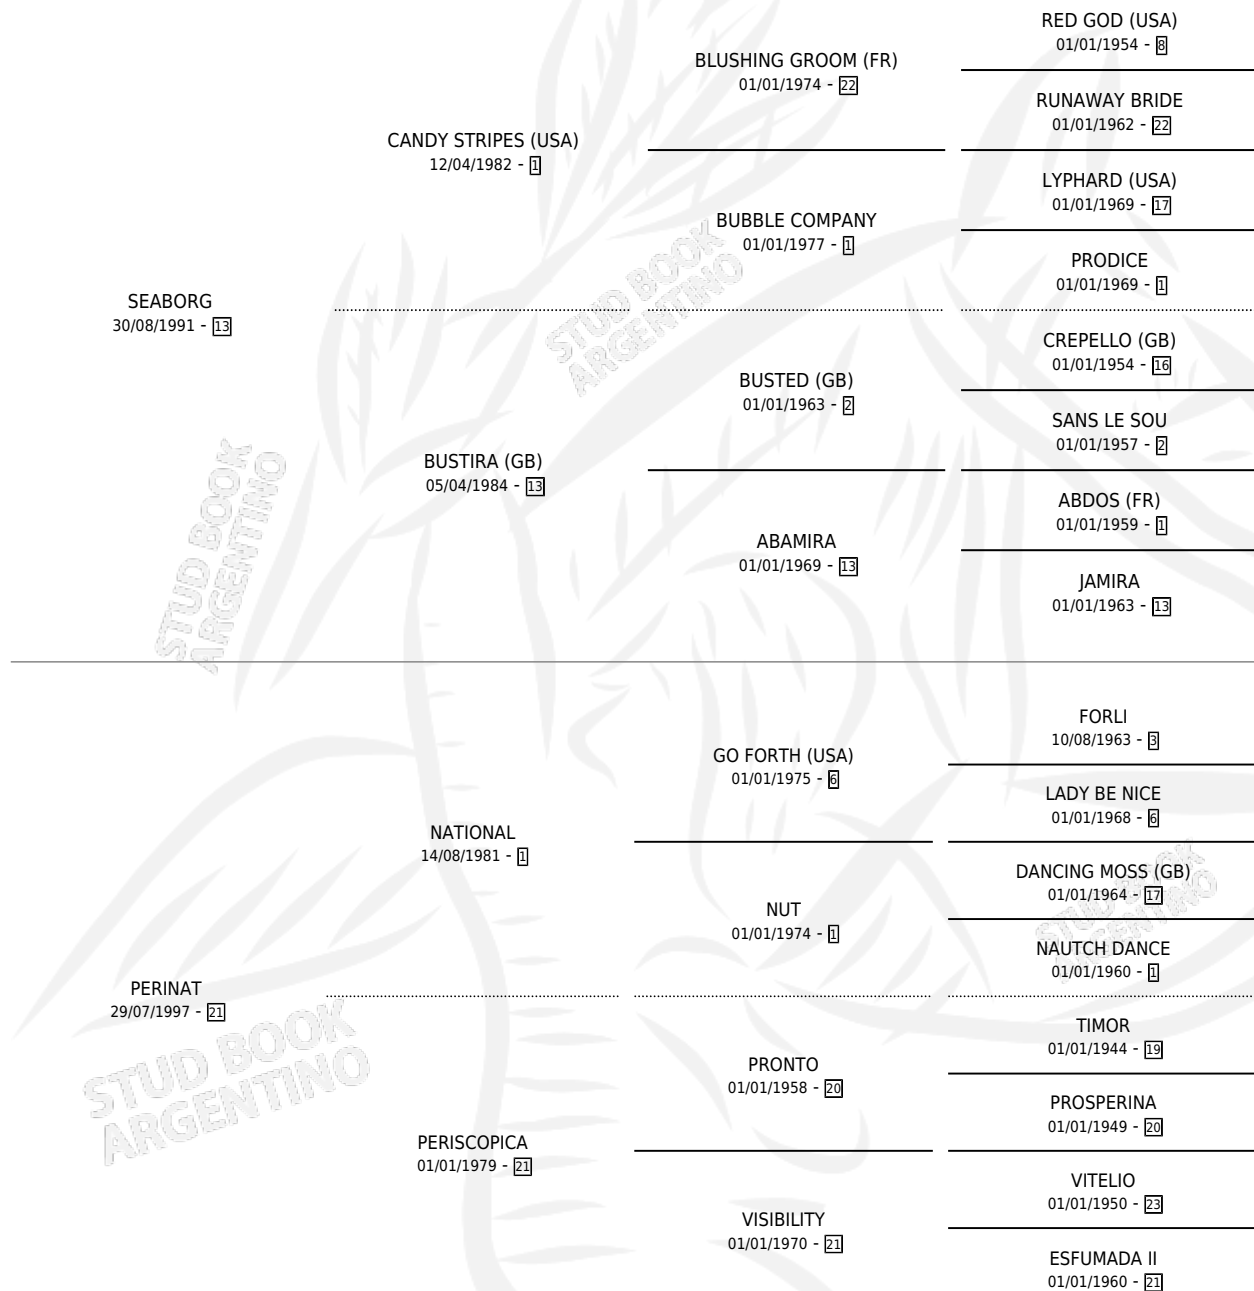 RED GOD (USA)
01/01/1954 - 8
BLUSHING GROOM (FR)
01/01/1974 - 22
RUNAWAY BRIDE
01/01/1962 - 22
CANDY STRIPES (USA)
12/04/1982 - 1
LYPHARD (USA)
01/01/1969 - 17
BUBBLE COMPANY
01/01/1977 - 1
PRODICE
01/01/1969 - 1
STUD BOOK
ARGENTINO
SEABORG
30/08/1991 - 13
CREPELLO (GB)
01/01/1954 - 16
BUSTED (GB)
01/01/1963 - 2
SANS LE SOU
01/01/1957 - 2
BUSTIRA (GB)
05/04/1984 - 13
ABDOS (FR)
01/01/1959 - 1
ABAMIRA
01/01/1969 - 13
JAMIRA
01/01/1963 - 13
STUD BOOK
ARGENTINO
FORLI
10/08/1963 - 3
GO FORTH (USA)
01/01/1975 - 6
LADY BE NICE
01/01/1968 - 6
NATIONAL
14/08/1981 - 1
DANCING MOSS (GB)
01/01/1964 - 17
NUT
01/01/1974 - 1
NAUTCH DANCE
01/01/1960 - 1
STUD BOOK
ARGENTINO
PERINAT
29/07/1997 - 21
TIMOR
01/01/1944 - 19
PRONTO
01/01/1958 - 20
PROSPERINA
01/01/1949 - 20
STUD BOOK
ARGENTINO
PERISCOPICA
01/01/1979 - 21
VITELIO
01/01/1950 - 23
VISIBILITY
01/01/1970 - 21
ESFUMADA II
01/01/1960 - 21